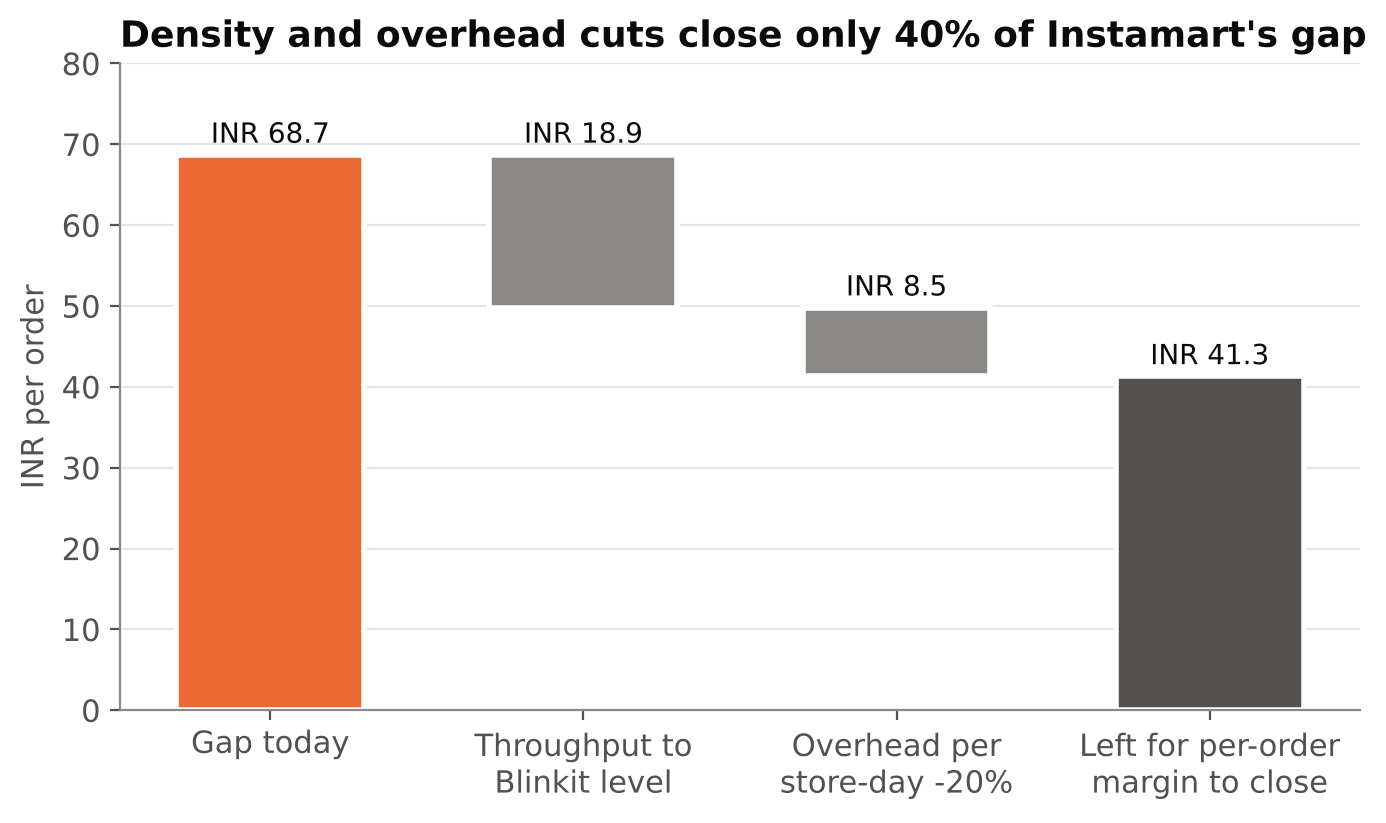 Density and overhead cuts close only 40% of Instamart's gap
INR per order
80
70
60
50
40
30
20
10
0
INR 68.7
INR 18.9
INR 8.5
INR 41.3
Gap today
Throughput to
Blinkit level
Overhead per
store-day -20%
Left for per-order
margin to close